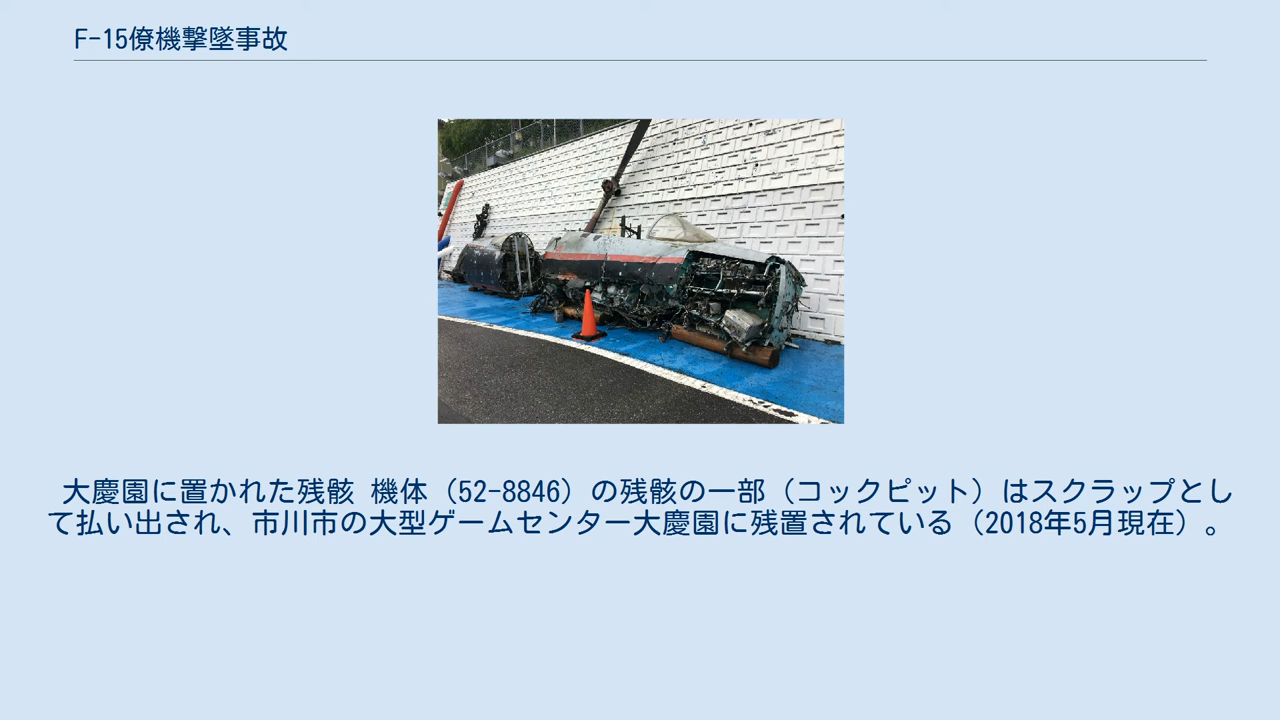 F-15僚機撃墜事故
大慶園に置かれた残骸 機体（52-8846）の残骸の一部（コックピット）はスクラップとし
て払い出され、市川市の大型ゲームセンター大慶園に残置されている（2018年5月現在）。